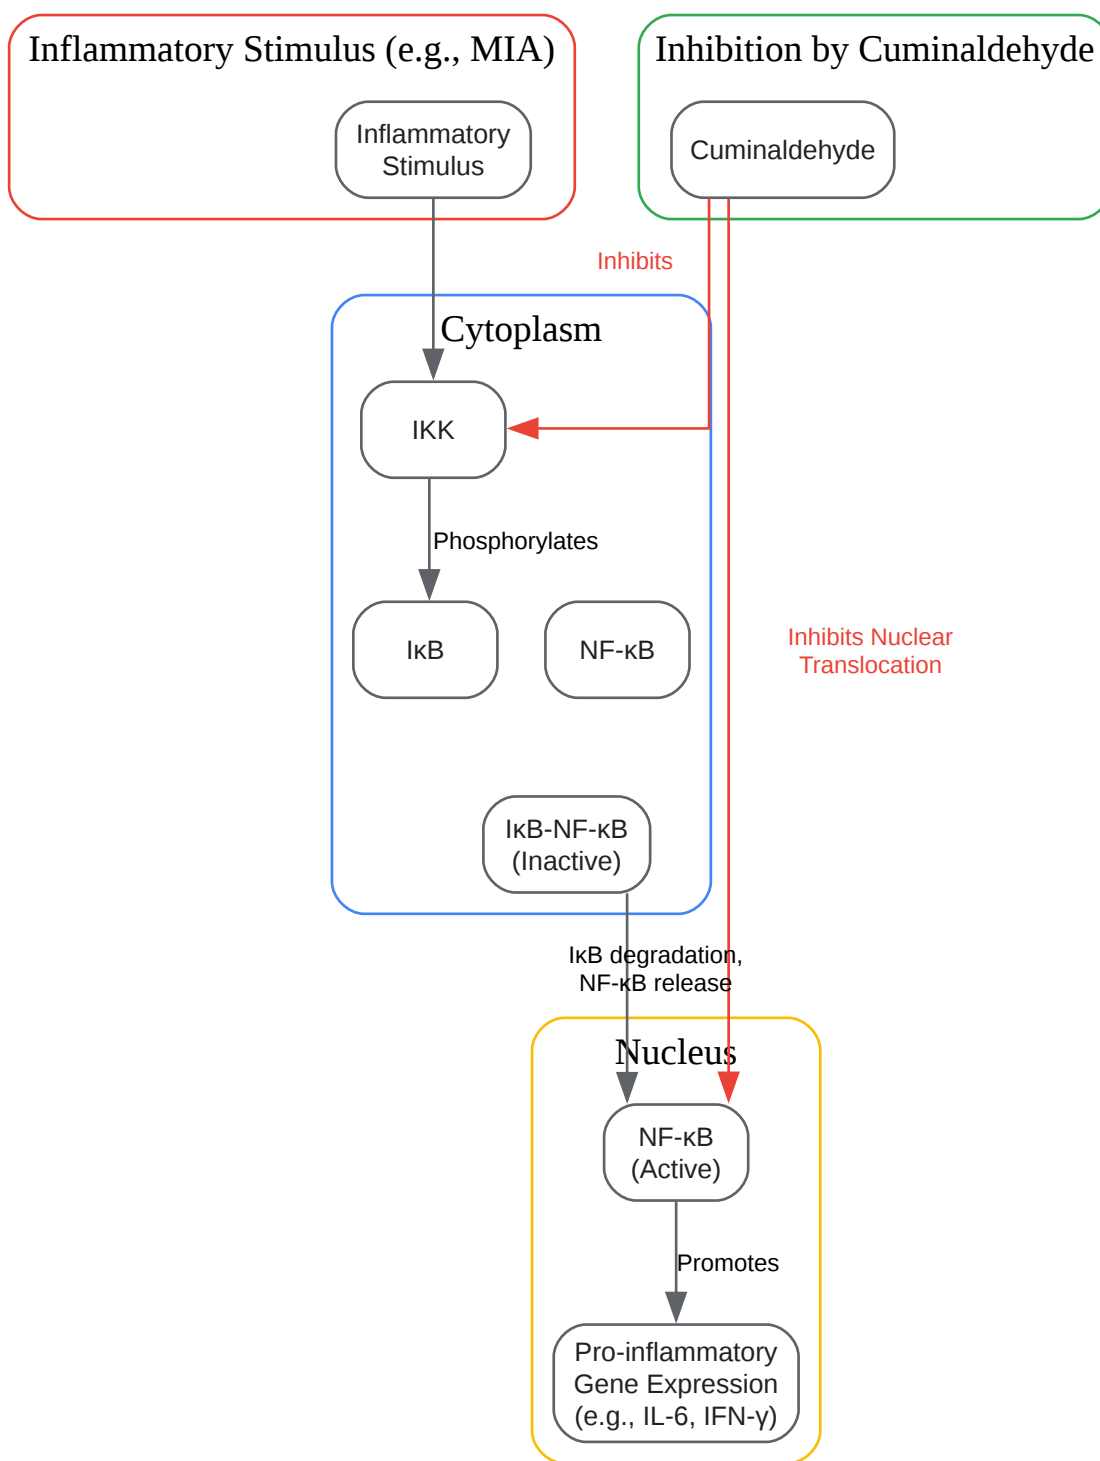 Inflammatory Stimulus (e.g., MIA)
Inhibition by Cuminaldehyde
Inflammatory
Stimulus
Cuminaldehyde
Inhibits
Cytoplasm
IKK
Phosphorylates
IκB
NF-κB
Inhibits Nuclear
Translocation
IκB-NF-κB
(Inactive)
IκB degradation,
NF-κB release
Nucleus
NF-κB
(Active)
Promotes
Pro-inflammatory
Gene Expression
(e.g., IL-6, IFN-γ)